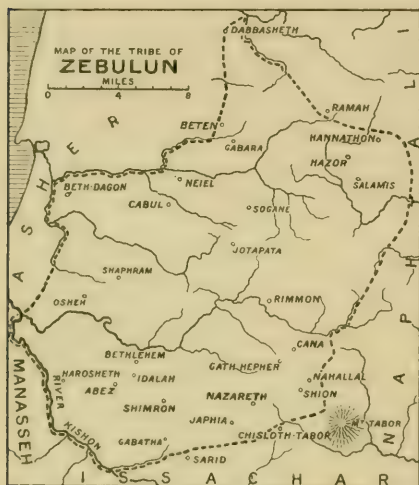 MAP OF THE TRIBE OF
ZEBULUN
MILES
0 4 8
DABBASHETH
RAMAH
BETEN
HANNATHON
GABARA
HAZOR
BETH-DAGON
NEIEL
SALAMIS
CABUL
SOGANE
JOTAPATA
SHAPHRAM
OSHEH
RIMMON
CANA
BETHLEHEM
GATH-HEPHER
HAROSHETH
IDALAH
NAHALLAL
ABEZ
SHION
SHIMRON
NAZARETH
MT TABOR
JAPHIA
CHISLOTH-TABOR
GABATHA
SARID
RIVER KISHON
ASHER
MANASSEH
ISSACHAR
NAPHTALI